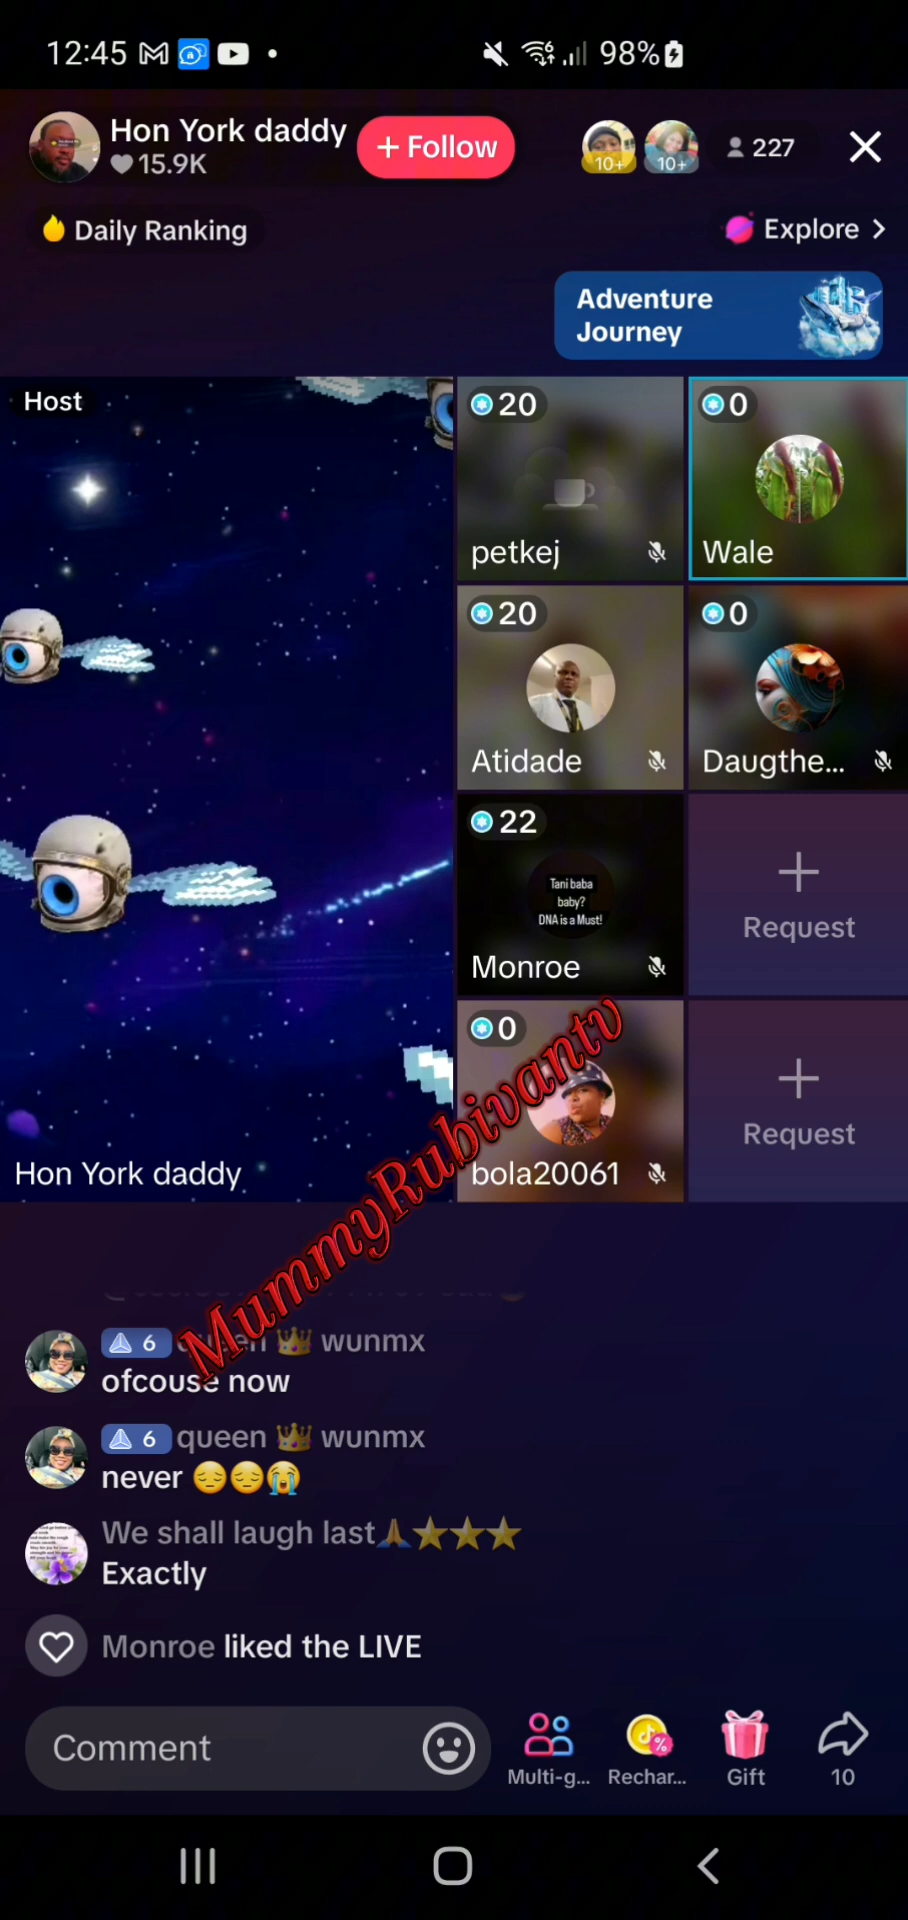 12:45
98%
Hon York daddy
+ Follow
15.9K
10+
10+
227
Daily Ranking
Explore >
Adventure
Journey
Host
20
petkej
0
Wale
20
Atidade
0
Daugthe...
22
Tani baba
baby?
DNA is a Must!
Monroe
Request
0
bola20061
Request
Hon York daddy
MummyRubivantv
6 queen 👑 wunmx
ofcouse now
6 queen 👑 wunmx
never 😔😔😭
We shall laugh last🙏⭐⭐⭐
Exactly
Monroe liked the LIVE
Comment
Multi-g...
Rechar...
Gift
10